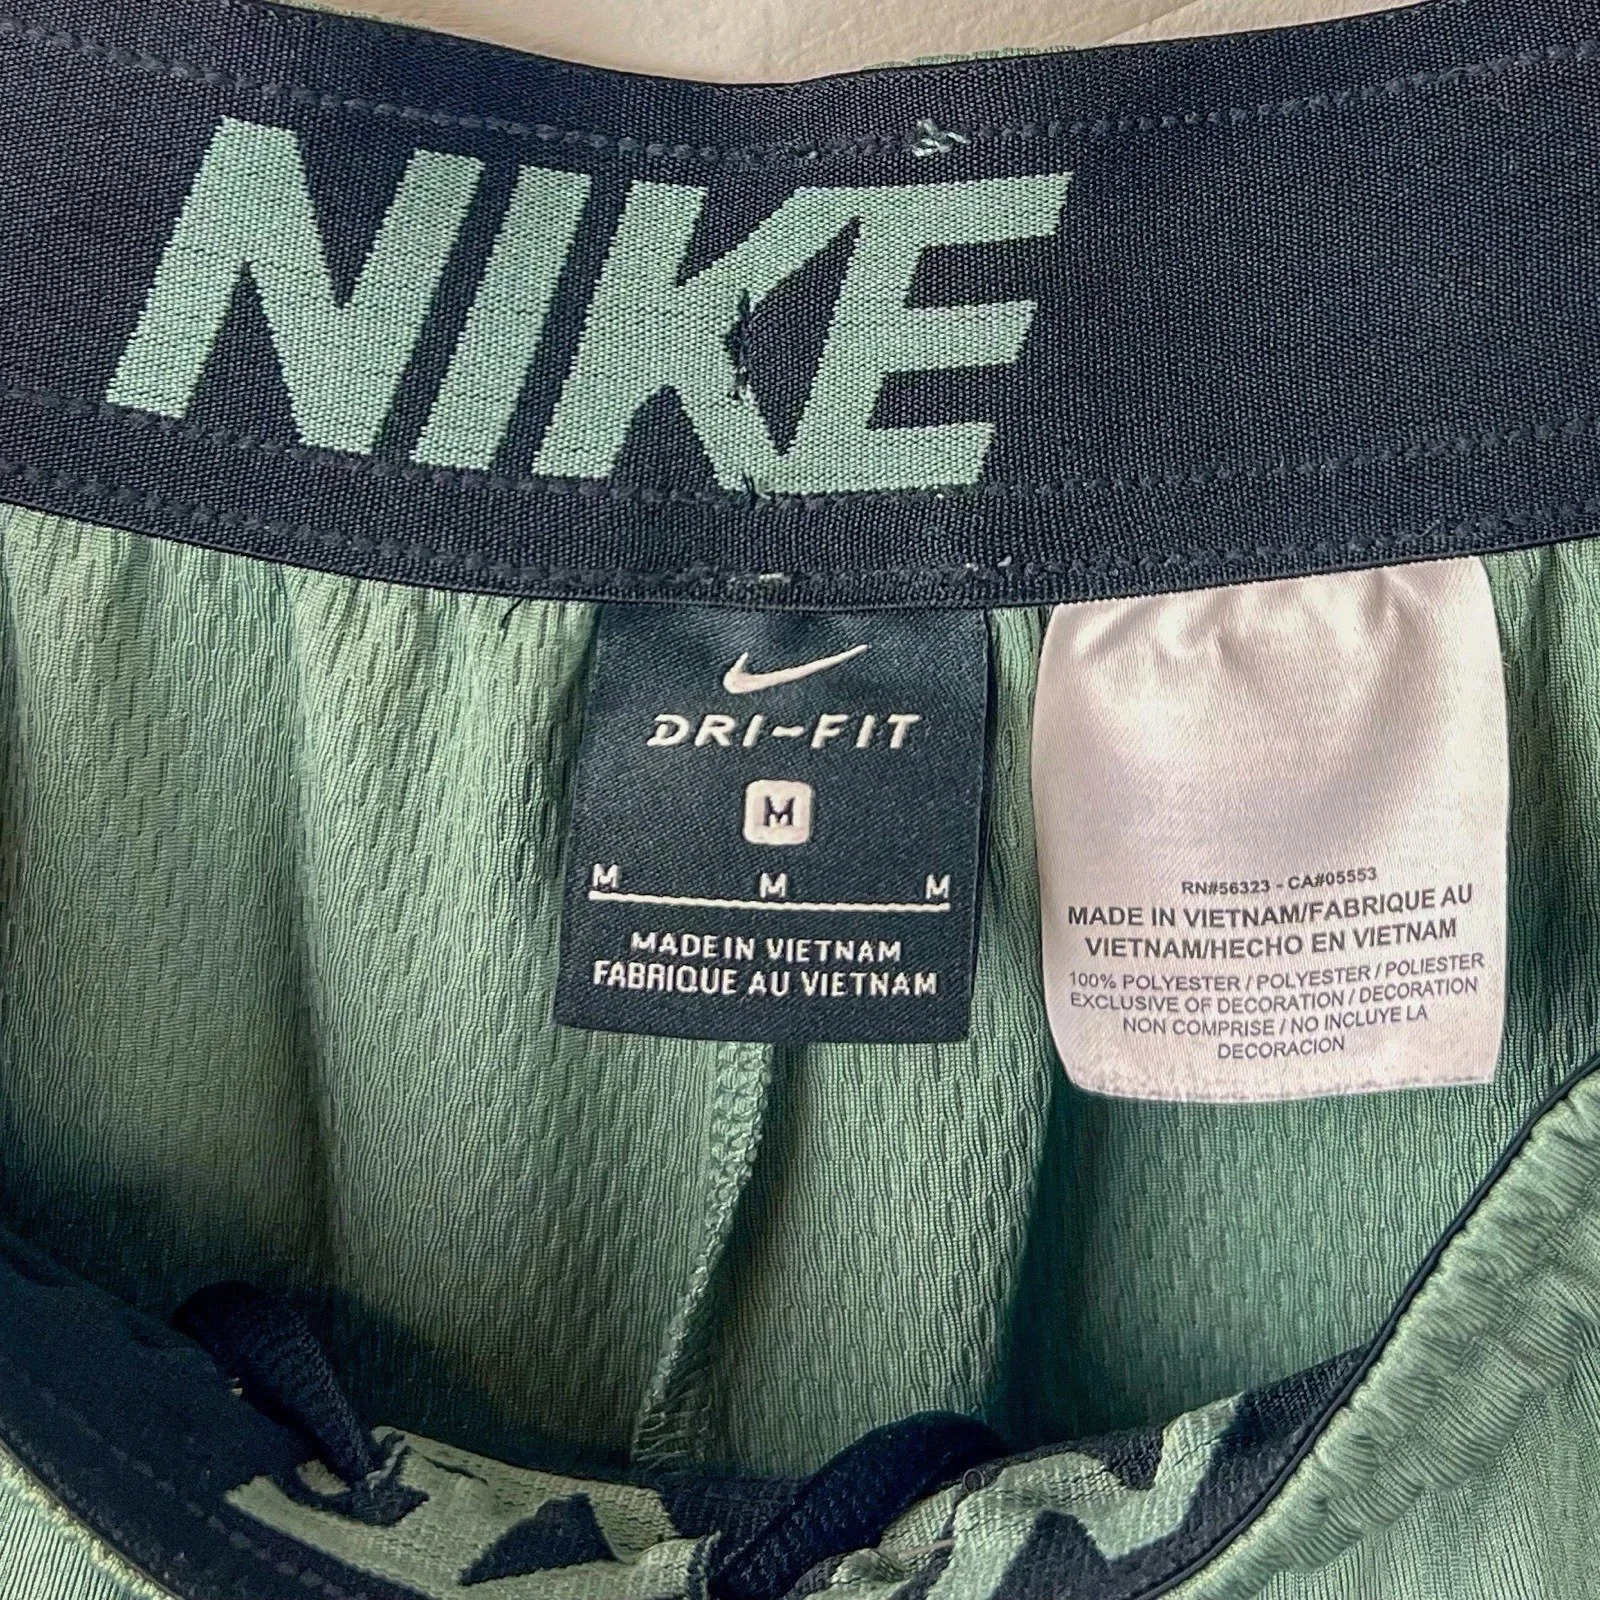 NIKE
DRI-FIT
M
M M M
MADE IN VIETNAM
FABRIQUE AU VIETNAM
RN#56323 - CA#05553
MADE IN VIETNAM/FABRIQUE AU
VIETNAM/HECHO EN VIETNAM
100% POLYESTER / POLYESTER / POLIESTER
EXCLUSIVE OF DECORATION / DECORATION
NON COMPRISE / NO INCLUYE LA
DECORACION